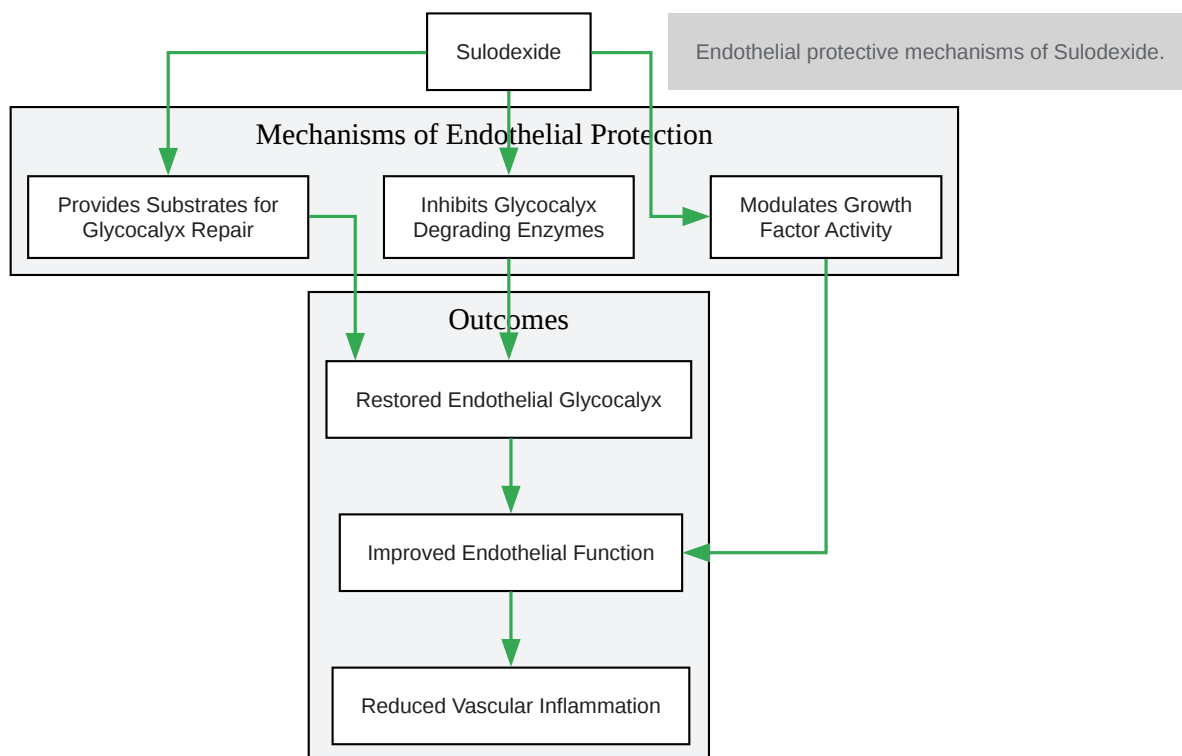 Sulodexide
Endothelial protective mechanisms of Sulodexide.
Mechanisms of Endothelial Protection
Provides Substrates for
Glycocalyx Repair
Inhibits Glycocalyx
Degrading Enzymes
Modulates Growth
Factor Activity
Outcomes
Restored Endothelial Glycocalyx
Improved Endothelial Function
Reduced Vascular Inflammation